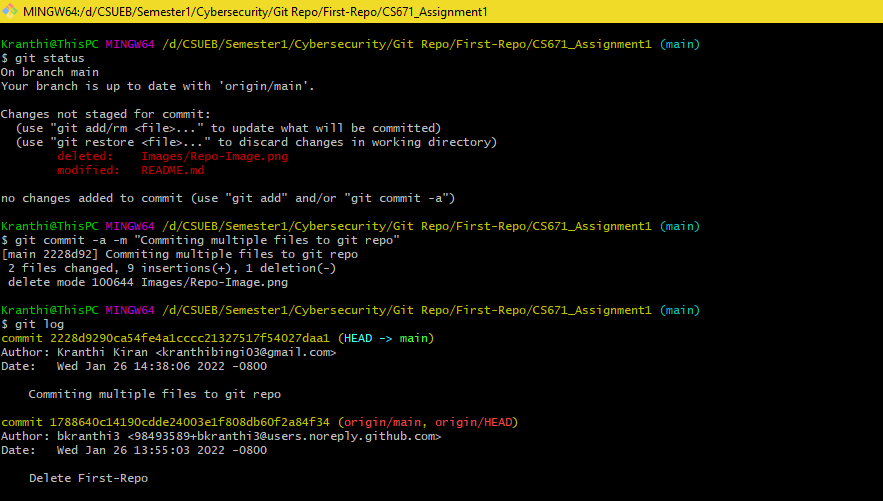 MINGW64:/d/CSUEB/Semester1/Cybersecurity/Git Repo/First-Repo/CS671_Assignment1
Kranthi@ThisPC MINGW64 /d/CSUEB/Semester1/Cybersecurity/Git Repo/First-Repo/CS671_Assignment1 (main)
$ git status
On branch main
Your branch is up to date with 'origin/main'.
Changes not staged for commit:
  (use "git add/rm <file>..." to update what will be committed)
  (use "git restore <file>..." to discard changes in working directory)
        deleted:    Images/Repo-Image.png
        modified:   README.md
no changes added to commit (use "git add" and/or "git commit -a")
Kranthi@ThisPC MINGW64 /d/CSUEB/Semester1/Cybersecurity/Git Repo/First-Repo/CS671_Assignment1 (main)
$ git commit -a -m "Commiting multiple files to git repo"
[main 2228d92] Commiting multiple files to git repo
 2 files changed, 9 insertions(+), 1 deletion(-)
 delete mode 100644 Images/Repo-Image.png
Kranthi@ThisPC MINGW64 /d/CSUEB/Semester1/Cybersecurity/Git Repo/First-Repo/CS671_Assignment1 (main)
$ git log
commit 2228d9290ca54fe4a1cccc21327517f54027daa1 (HEAD -> main)
Author: Kranthi Kiran <kranthibingi03@gmail.com>
Date:   Wed Jan 26 14:38:06 2022 -0800
    Commiting multiple files to git repo
commit 1788640c14190cdde24003e1f808db60f2a84f34 (origin/main, origin/HEAD)
Author: bkranthi3 <98493589+bkranthi3@users.noreply.github.com>
Date:   Wed Jan 26 13:55:03 2022 -0800
    Delete First-Repo